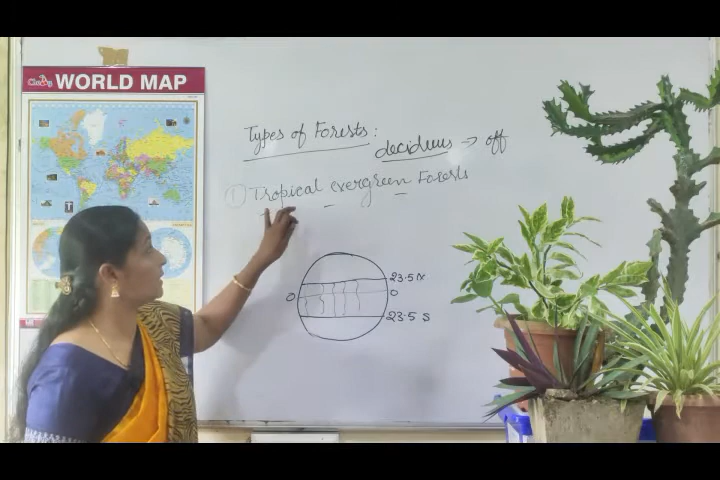 WORLD MAP
Types of Forests:
deciduous → off
① Tropical evergreen Forests
23.5 N
0 0
23.5 S